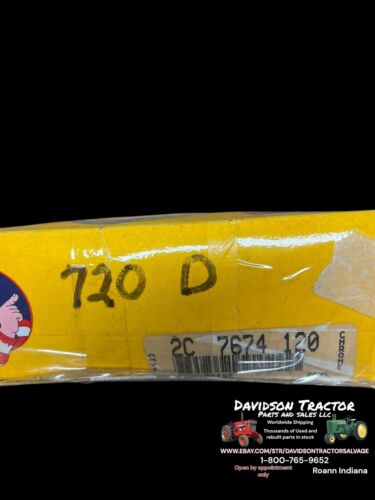 720 D
2C 7674 120
CHROME
DAVIDSON TRACTOR
PARTS AND SALES LLC
Worldwide Shipping
Thousands of Used and
rebuilt parts in stock
WWW.EBAY.COM/STR/DAVIDSONTRACTORSALVAGE
1-800-765-9652
Open by appointment
only
Roann Indiana